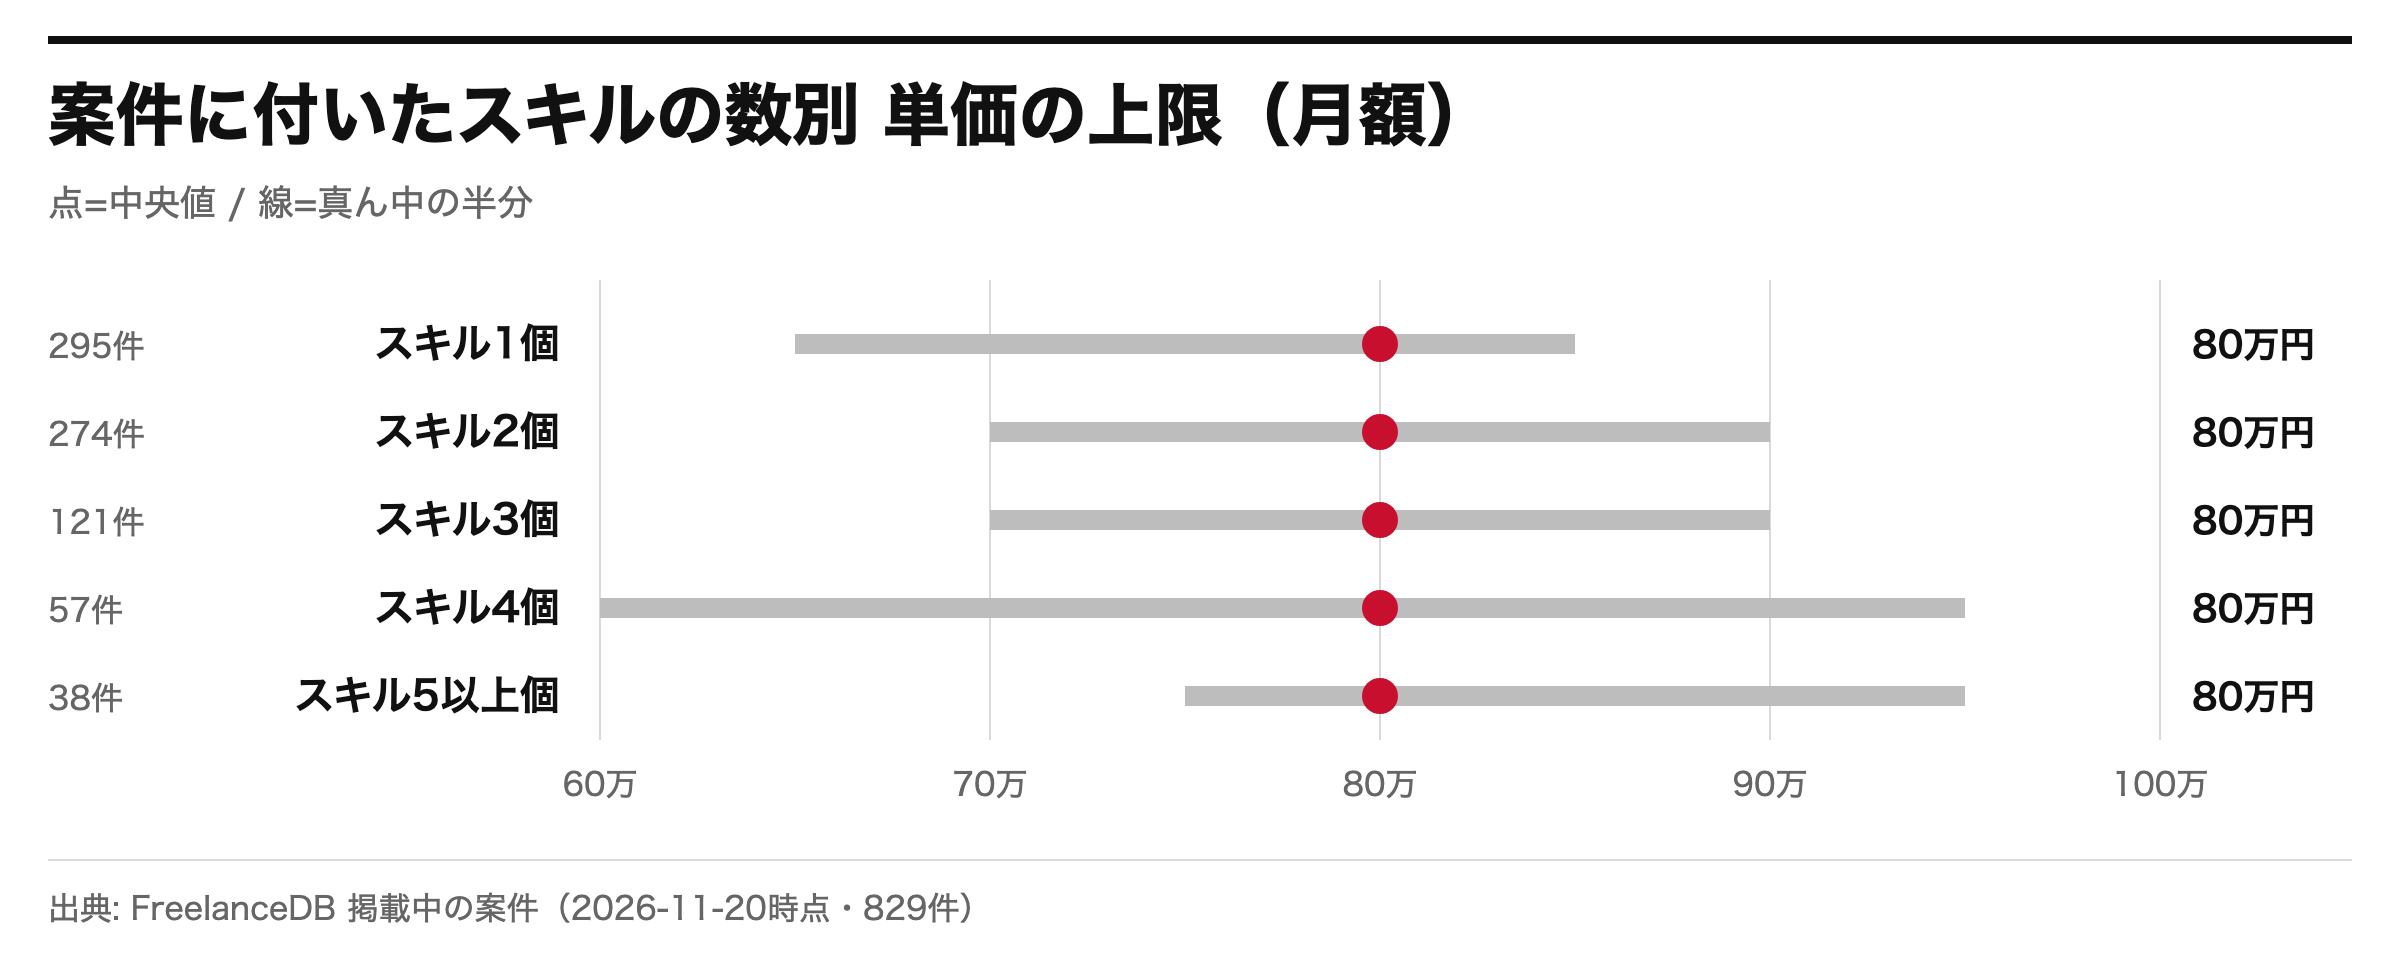 案件に付いたスキルの数別 単価の上限（月額）
点=中央値 / 線=真ん中の半分
295件 スキル1個 80万円
274件 スキル2個 80万円
121件 スキル3個 80万円
57件 スキル4個 80万円
38件 スキル5以上個 80万円
60万 70万 80万 90万 100万
出典: FreelanceDB 掲載中の案件（2026-11-20時点・829件）